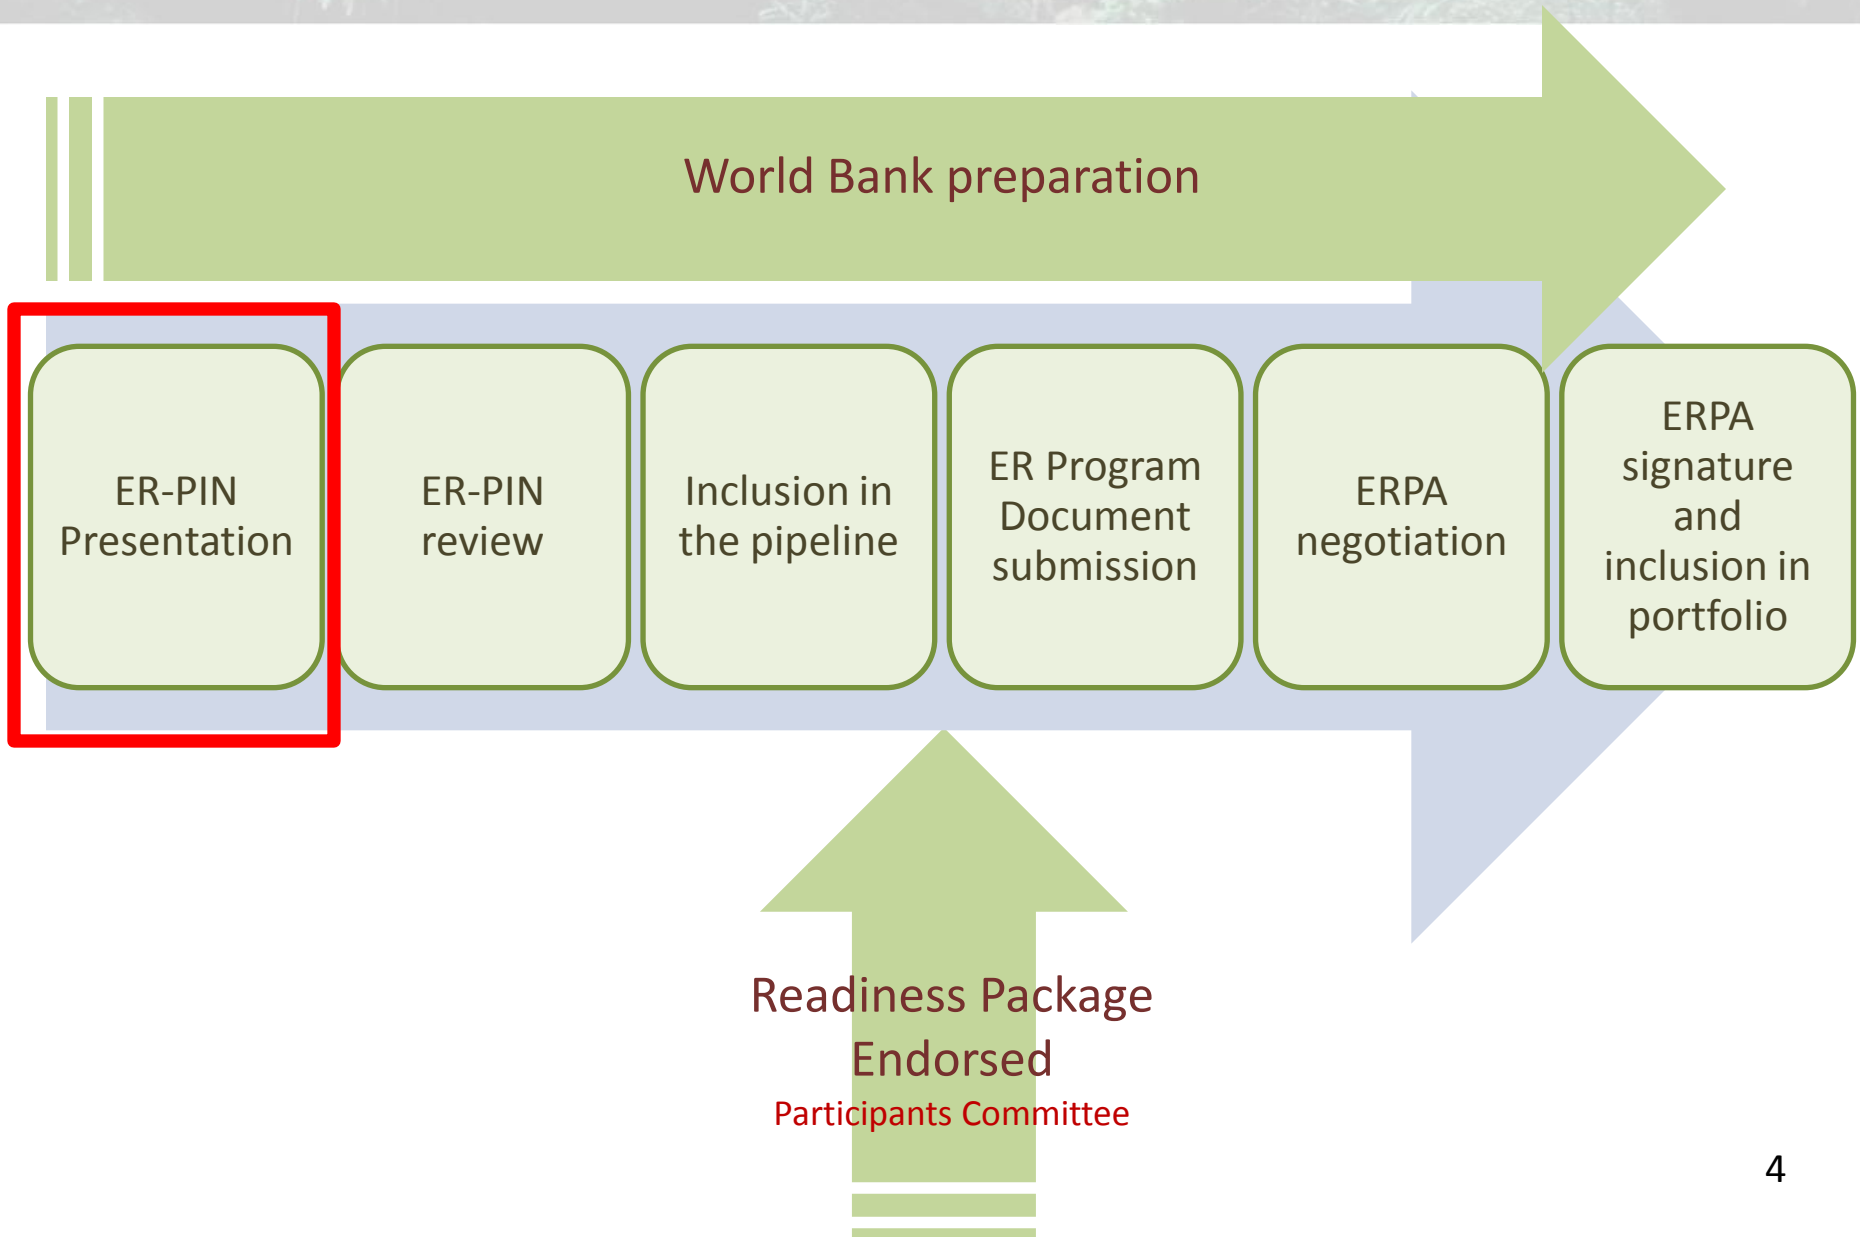 World Bank preparation
ER-PIN
Presentation
ER-PIN
review
Inclusion in
the pipeline
ER Program
Document
submission
ERPA
negotiation
ERPA
signature
and
inclusion in
portfolio
Readiness Package
Endorsed
Participants Committee
4